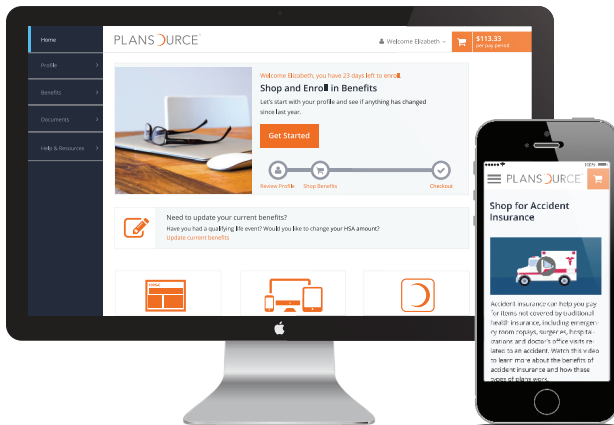 Home
PLANSOURCE
Welcome Elizabeth
$113.33
per pay period
Profile
Benefits
Documents
Help & Resources
Welcome Elizabeth, you have 23 days left to enroll.
Shop and Enroll in Benefits
Let's start with your profile and see if anything has changed
since last year.
Get Started
Review Profile
Shop Benefits
Checkout
Need to update your current benefits?
Have you had a qualifying life event? Would you like to change your HSA amount?
Update current benefits
100%
PLANSOURCE
Shop for Accident
Insurance
Accident insurance can help you pay
for items not covered by traditional
health insurance, including emergen-
cy room copays, surgeries, hospital-
izations and doctor's office visits re-
lated to an accident. Watch this video
to learn more about the benefits of
accident insurance and how these
types of plans work.